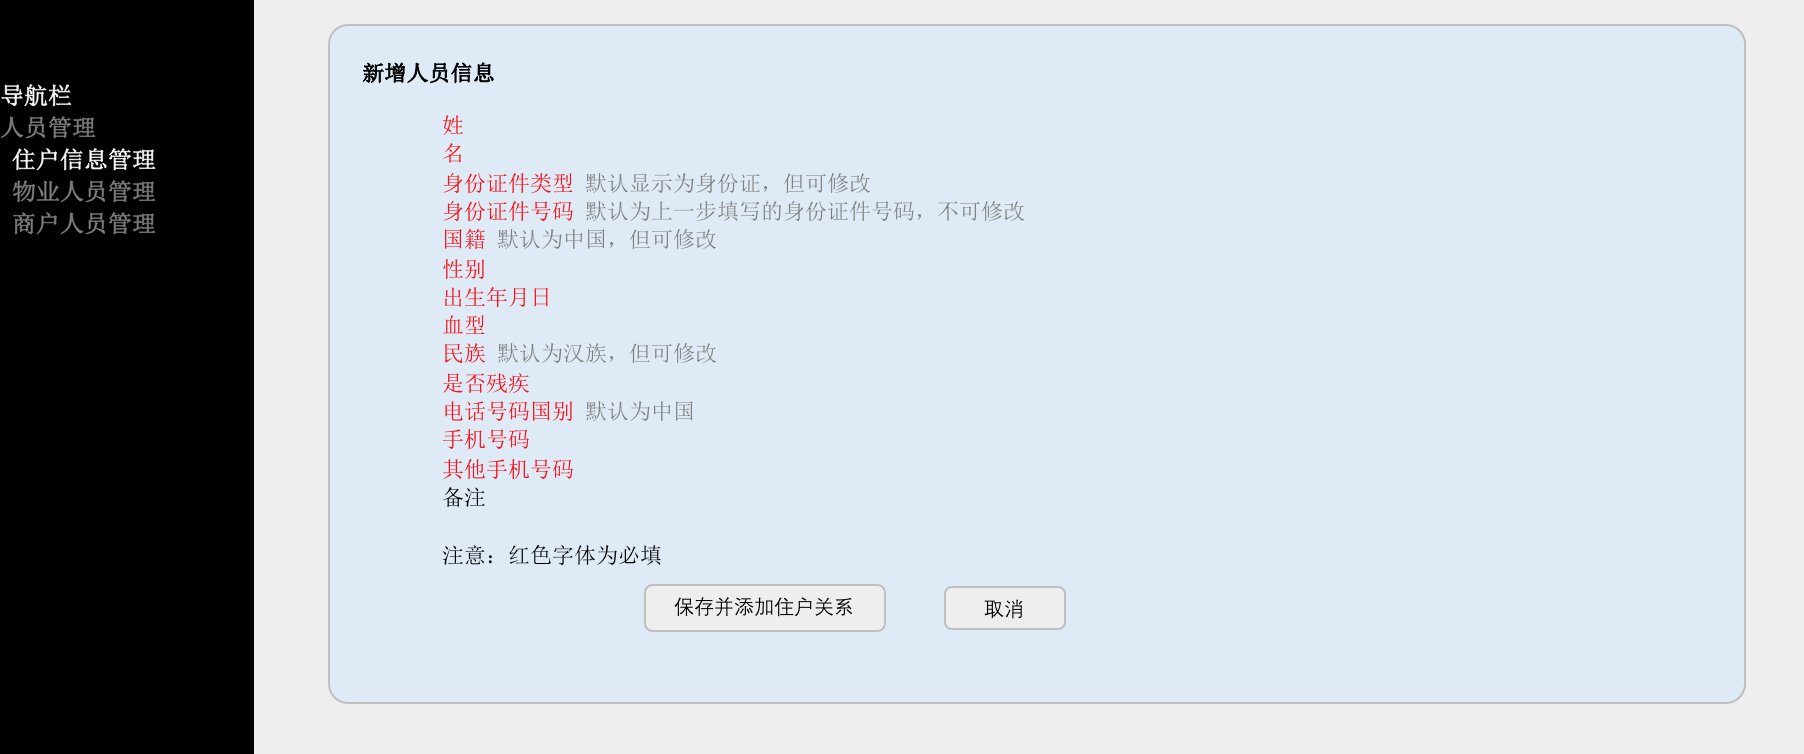 导航栏
人员管理
住户信息管理
物业人员管理
商户人员管理
新增人员信息
姓
名
身份证件类型 默认显示为身份证，但可修改
身份证件号码 默认为上一步填写的身份证件号码，不可修改
国籍 默认为中国，但可修改
性别
出生年月日
血型
民族 默认为汉族，但可修改
是否残疾
电话号码国别 默认为中国
手机号码
其他手机号码
备注
注意：红色字体为必填
保存并添加住户关系 取消